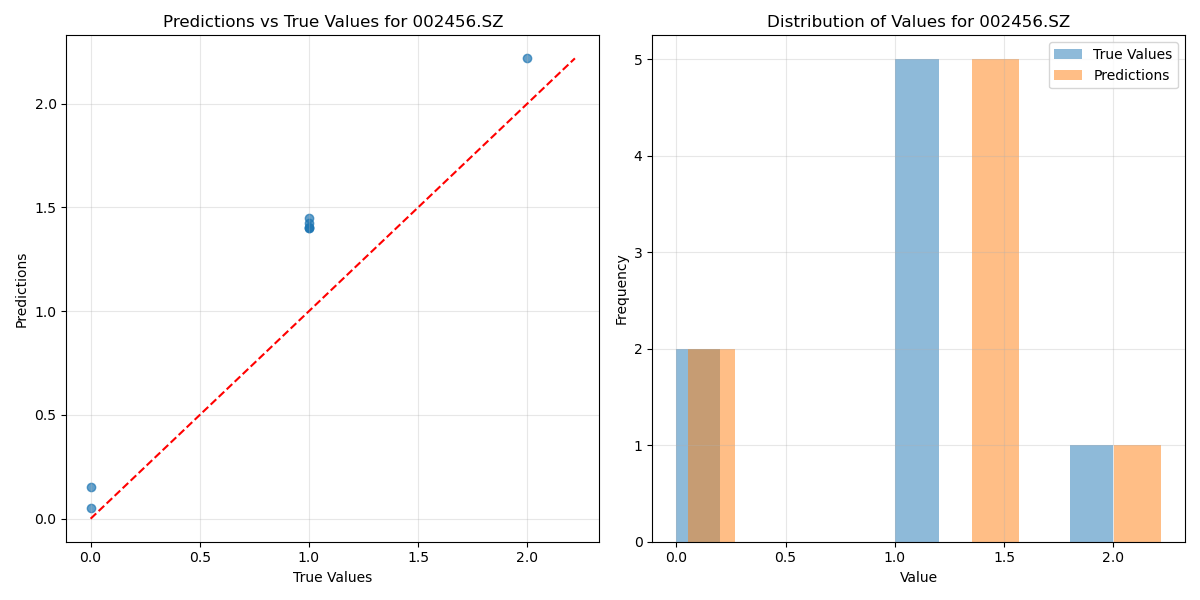 Predictions vs True Values for 002456.SZ
Predictions
2.0
1.5
1.0
0.5
0.0
0.0 0.5 1.0 1.5 2.0
True Values
Distribution of Values for 002456.SZ
True Values
Predictions
Frequency
5
4
3
2
1
0
0.0 0.5 1.0 1.5 2.0
Value